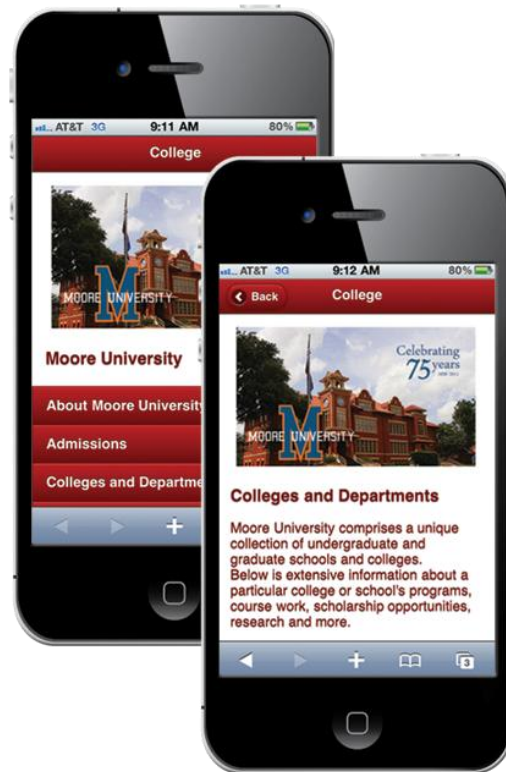 AT&T 3G 9:11 AM 80%
College
MOORE UNIVERSITY
M
Moore University
About Moore University
Admissions
Colleges and Departme
AT&T 3G 9:12 AM 80%
Back College
Celebrating
75 years
M
MOORE UNIVERSITY
Colleges and Departments
Moore University comprises a unique
collection of undergraduate and
graduate schools and colleges.
Below is extensive information about a
particular college or school's programs,
course work, scholarship opportunities,
research and more.
3